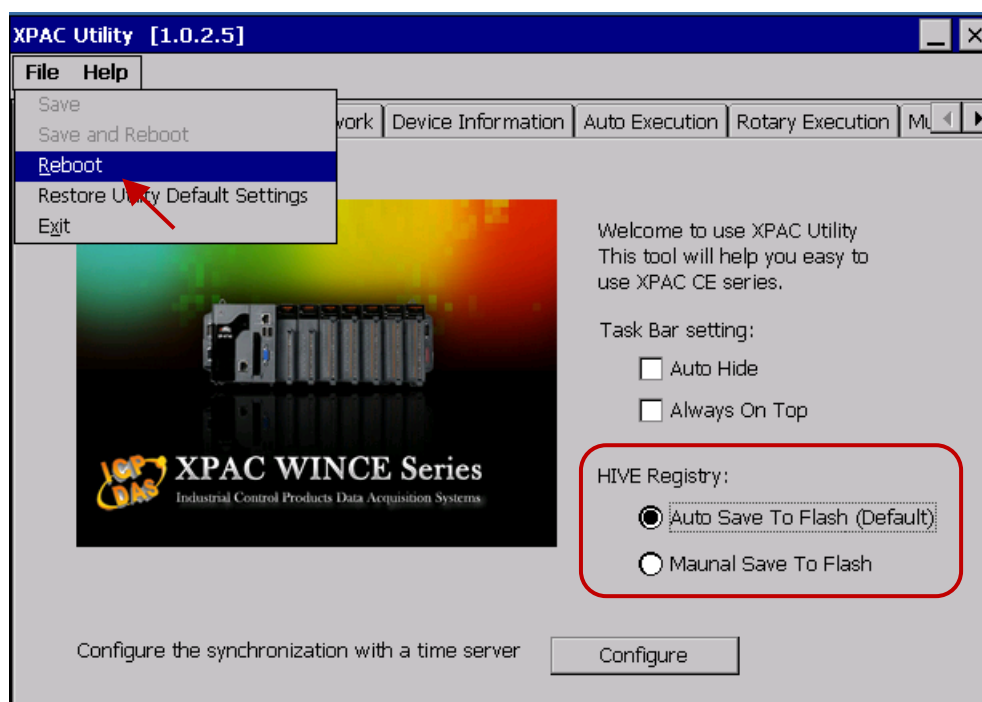 XPAC Utility [1.0.2.5]
File Help
Save
Save and Reboot
Reboot
Restore Utility Default Settings
Exit
Device Information Auto Execution Rotary Execution
Welcome to use XPAC Utility
This tool will help you easy to
use XPAC CE series.
Task Bar setting:
Auto Hide
Always On Top
ICP DAS
XPAC WINCE Series
Industrial Control Products Data Acquisition Systems
HIVE Registry:
Auto Save To Flash (Default)
Maunal Save To Flash
Configure the synchronization with a time server
Configure